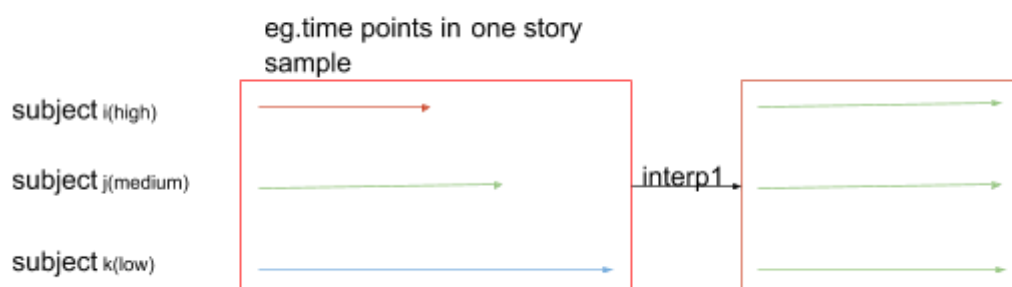 eg.time points in one story
sample
subject i(high)
subject j(medium)
interp1
subject k(low)